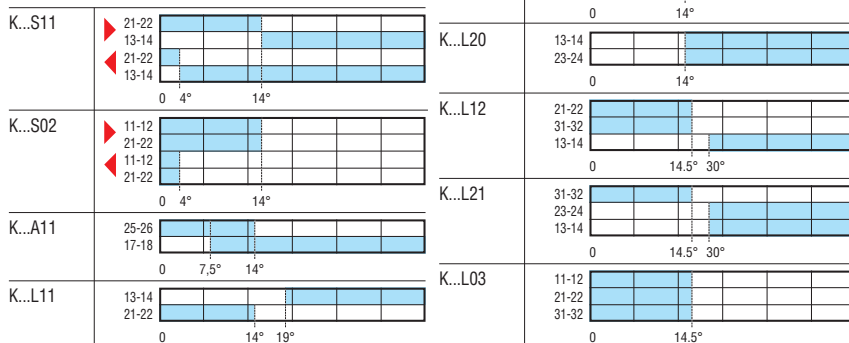 K...S11
21-22
13-14
21-22
13-14
0 4° 14°
K...S02
11-12
21-22
11-12
21-22
0 4° 14°
K...A11
25-26
17-18
0 7,5° 14°
K...L11
13-14
21-22
0 14° 19°
0 14°
K...L20
13-14
23-24
0 14°
K...L12
21-22
31-32
13-14
0 14.5° 30°
K...L21
31-32
23-24
13-14
0 14.5° 30°
K...L03
11-12
21-22
31-32
0 14.5°